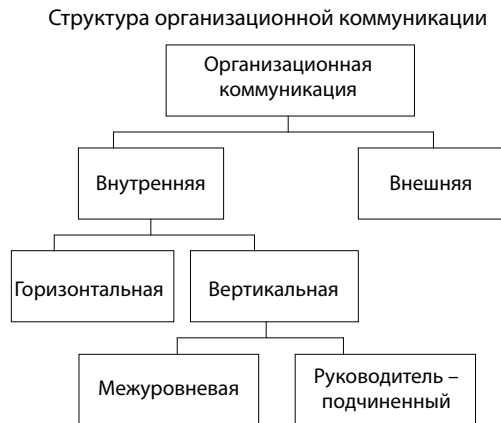 Структура организационной коммуникации
Организационная
коммуникация
Внутренняя
Внешняя
Горизонтальная
Вертикальная
Межуровневая
Руководитель –
подчиненный